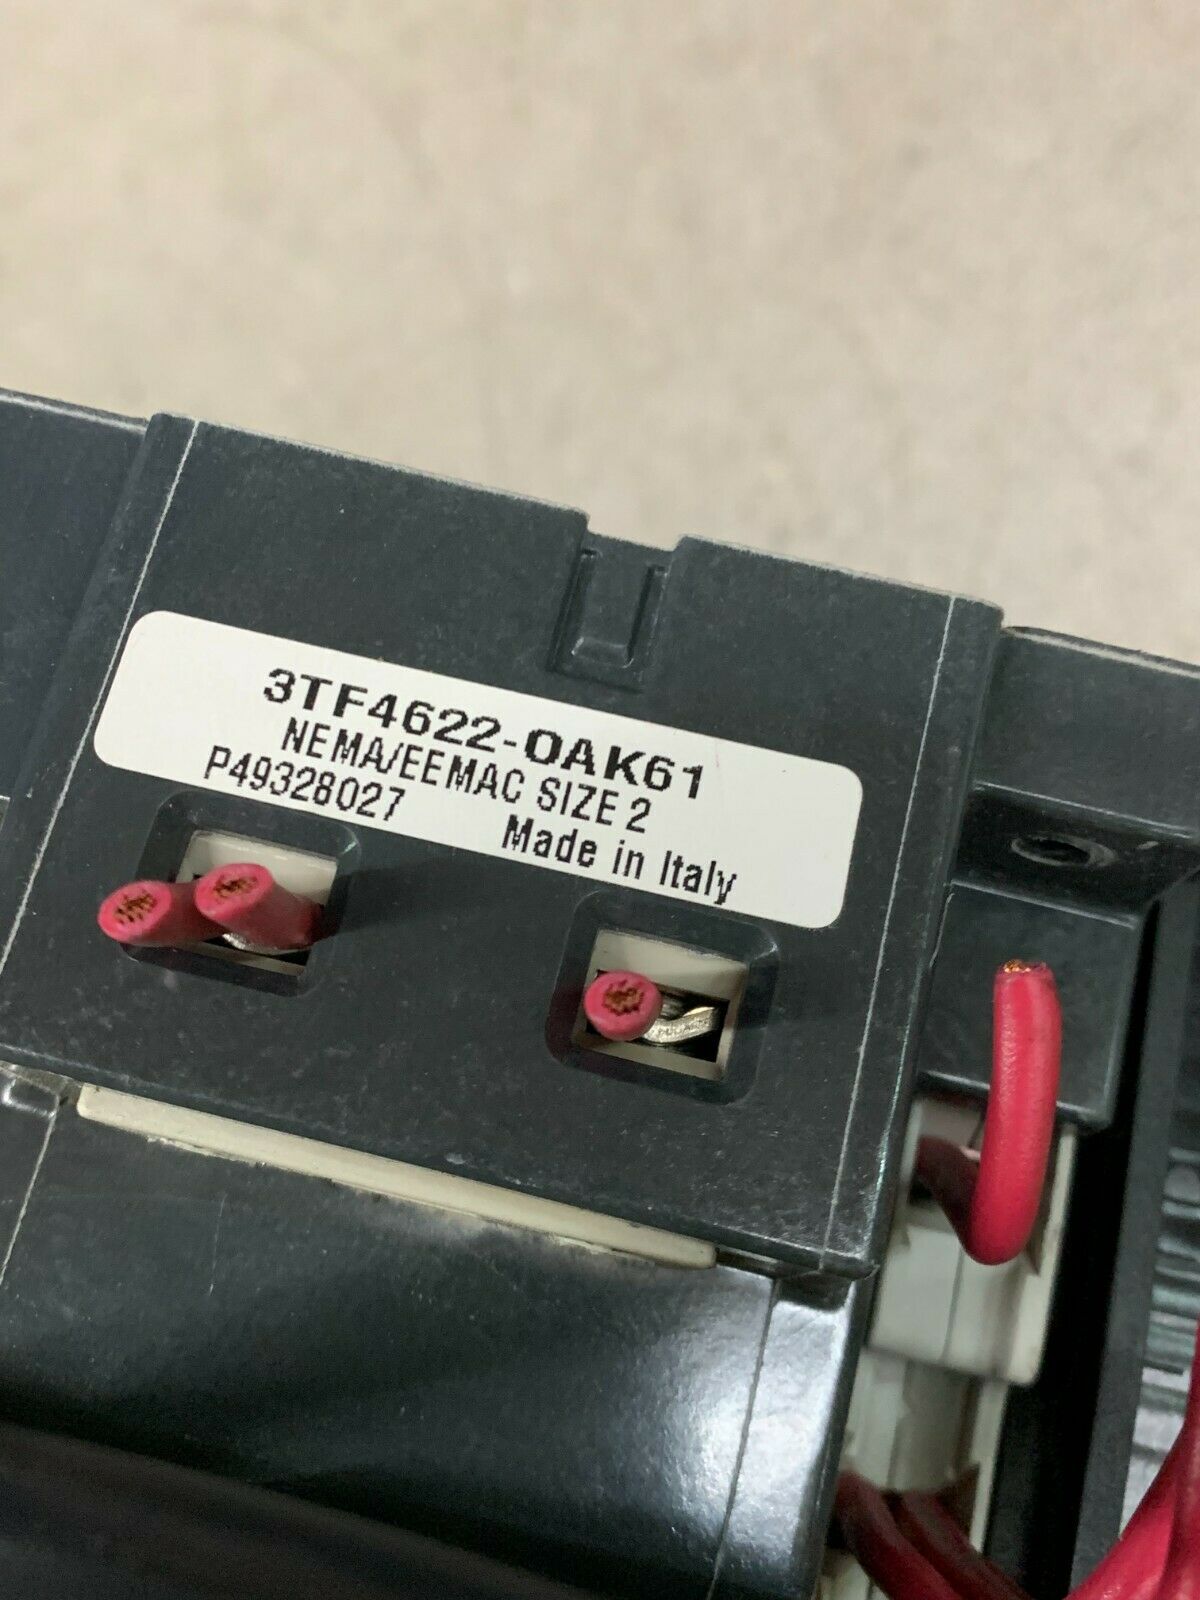 3TF4622-0AK61
NEMA/EEMAC SIZE 2
P49328027 Made in Italy